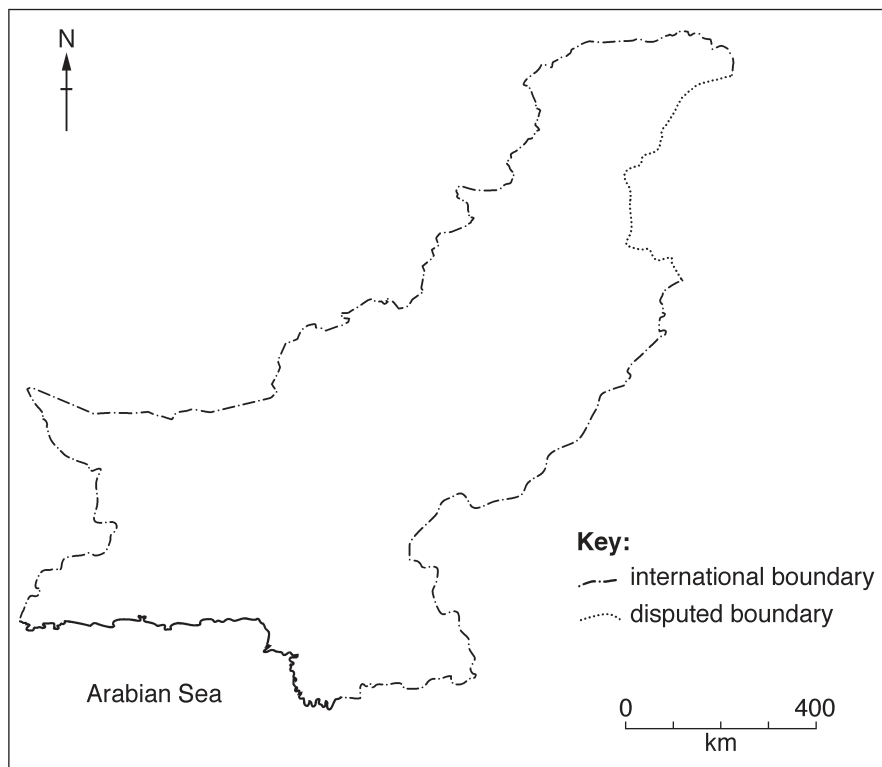 N
Key:
international boundary
disputed boundary
Arabian Sea
0 400
km